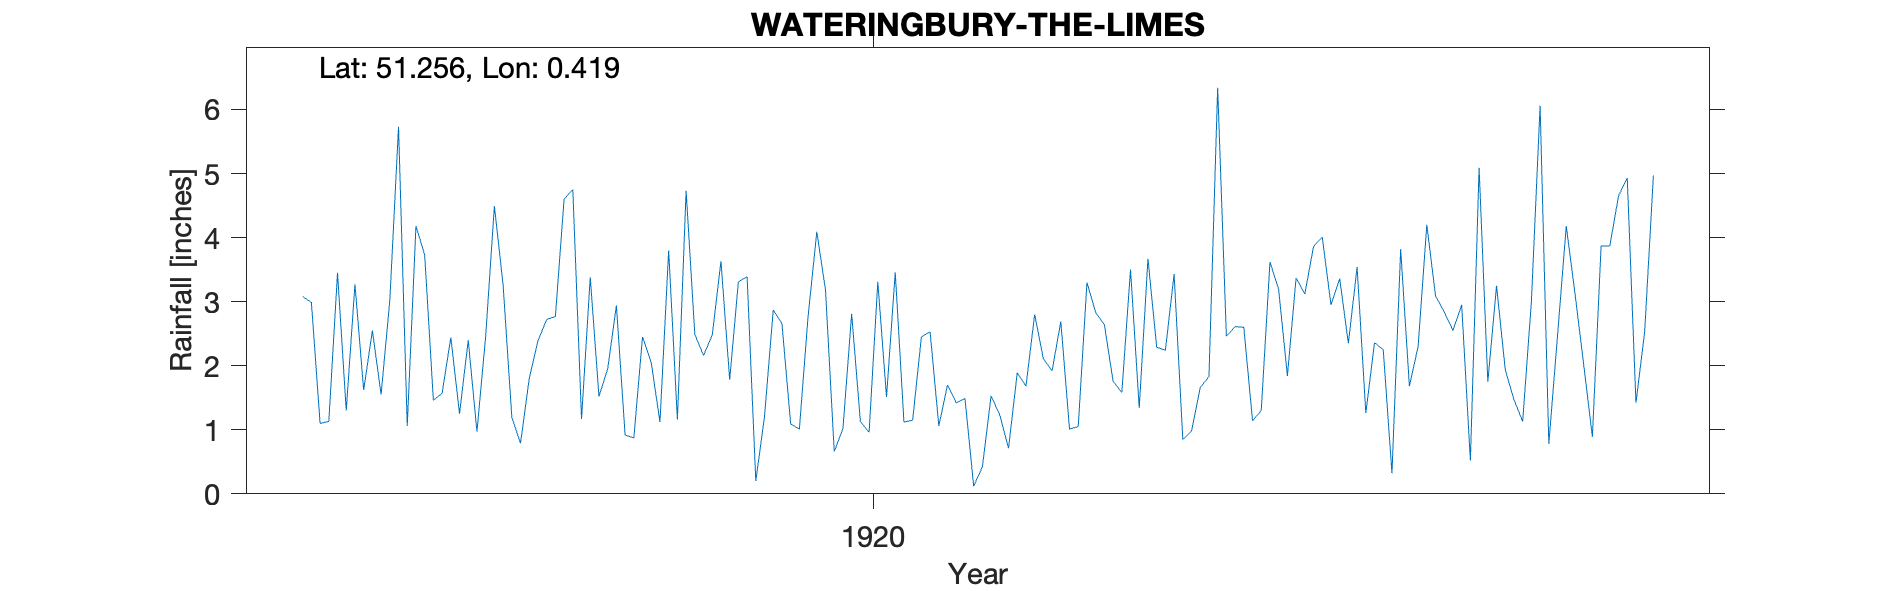 WATERINGBURY-THE-LIMES
Lat: 51.256, Lon: 0.419
6
5
4
3
2
1
0
Rainfall [inches]
1920
Year